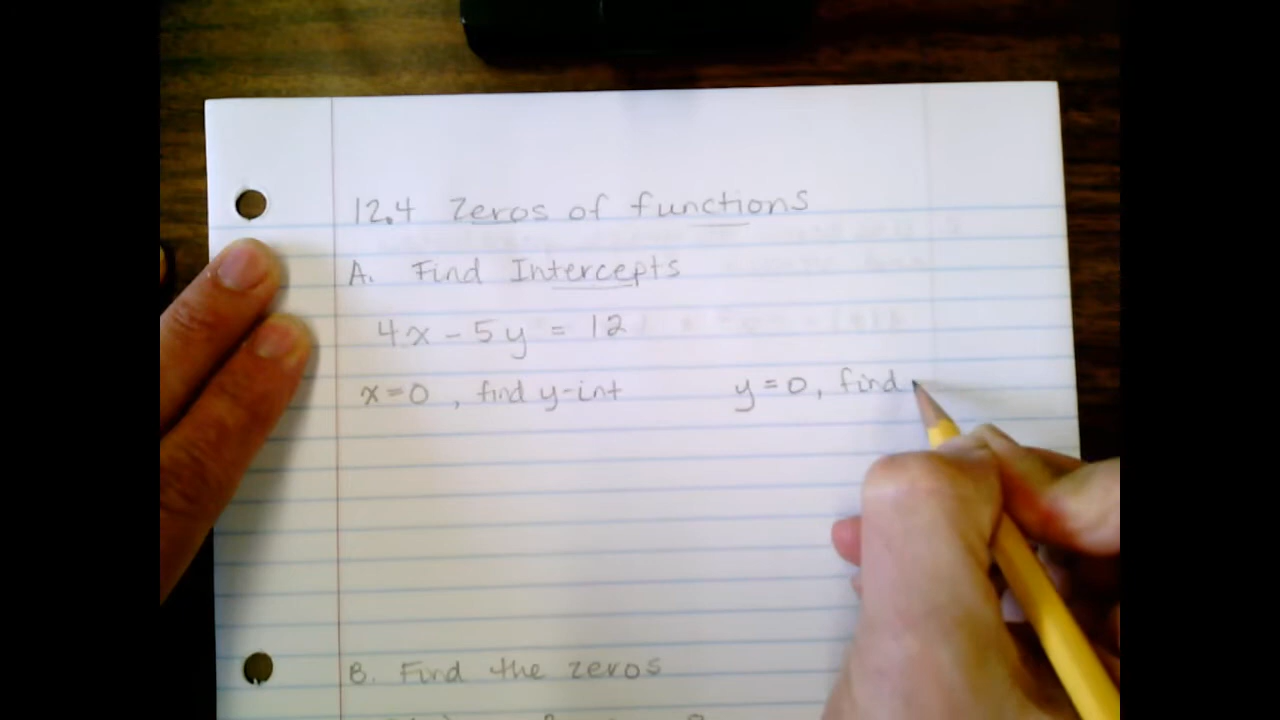 12.4 Zeros of functions
A. Find Intercepts
4x - 5y = 12
x = 0 , find y-int y = 0, find
B. Find the zeros